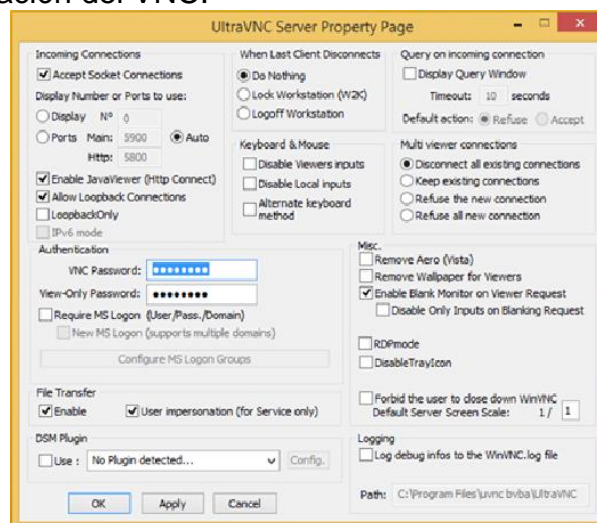 UltraVNC Server Property Page
Incoming Connections
Accept Socket Connections
Display Number or Ports to use:
Display Nº 0
Ports Main: 5900 Auto
Http: 5800
Enable JavaViewer (Http Connect)
Allow Loopback Connections
LoopbackOnly
IPv6 mode
When Last Client Disconnects
Do Nothing
Lock Workstation (W2K)
Logoff Workstation
Keyboard & Mouse
Disable Viewers inputs
Disable Local inputs
Alternate keyboard
method
Query on incoming connection
Display Query Window
Timeout: 10 seconds
Default action: Refuse Accept
Multi viewer connections
Disconnect all existing connections
Keep existing connections
Refuse the new connection
Refuse all new connection
Authentication
VNC Password:
View-Only Password:
Require MS Logon (User/Pass./Domain)
New MS Logon (supports multiple domains)
Configure MS Logon Groups
Misc.
Remove Aero (Vista)
Remove Wallpaper for Viewers
Enable Blank Monitor on Viewer Request
Disable Only Inputs on Blanking Request
RDPmode
DisableTrayIcon
Forbid the user to close down WinVNC
Default Server Screen Scale: 1 / 1
File Transfer
Enable User impersonation (for Service only)
DSM Plugin
Use : No Plugin detected... Config.
Logging
Log debug infos to the WinVNC.log file
Path: C:\Program Files\uvnc bvba\UltraVNC
OK Apply Cancel